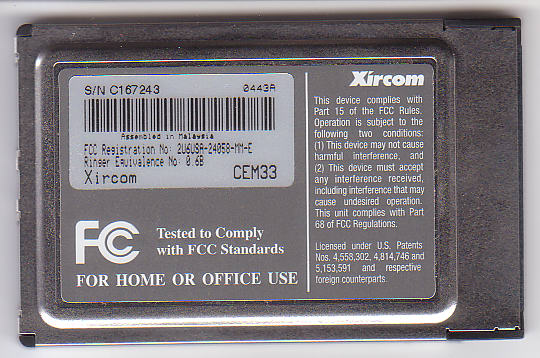 S/N C167243 0443A
Assembled in Malaysia
FCC Registration No: 2U6USA-24058-MM-E
Ringer Equivalence No: 0.6B
Xircom CEM33
FCC
Tested to Comply
with FCC Standards
FOR HOME OR OFFICE USE
Xircom
This device complies with
Part 15 of the FCC Rules.
Operation is subject to the
following two conditions:
(1) This device may not cause
harmful interference, and
(2) This device must accept
any interference received,
including interference that may
cause undesired operation.
This unit complies with Part
68 of FCC Regulations.
Licensed under U.S. Patents
Nos. 4,558,302, 4,814,746 and
5,153,591 and respective
foreign counterparts.